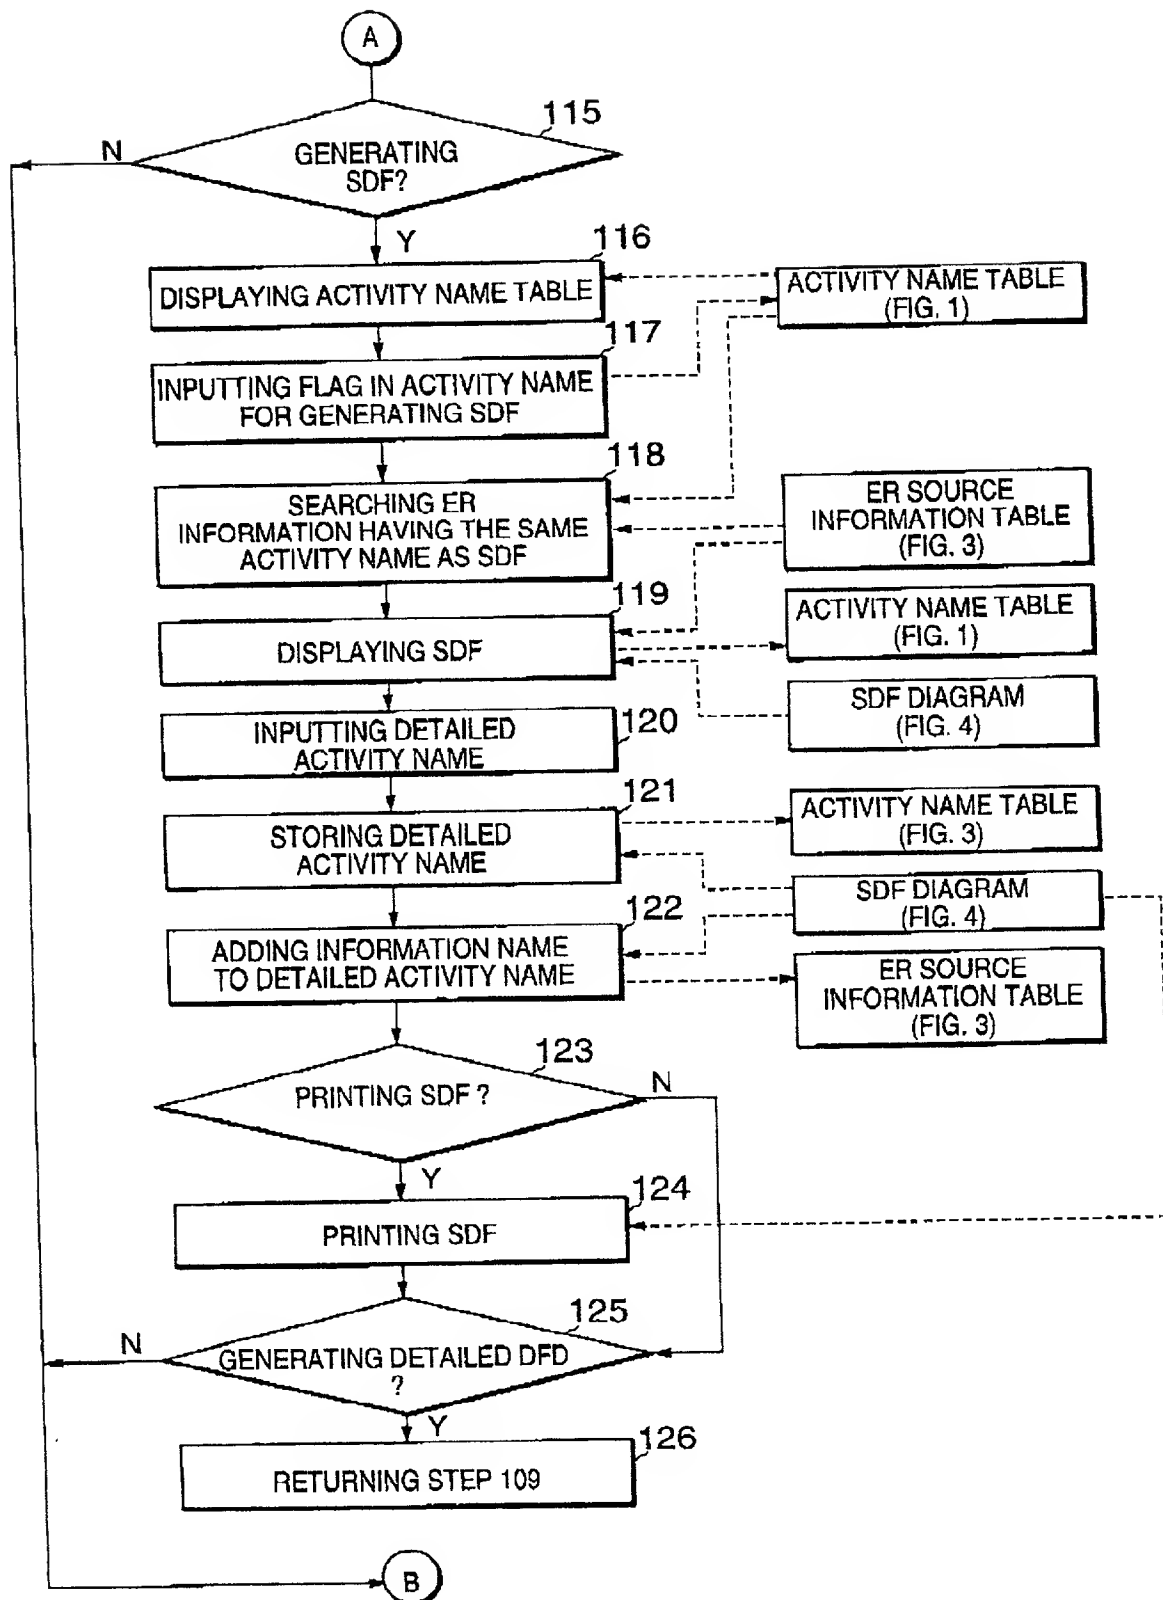 A
115
N
GENERATING
SDF?
Y
116
DISPLAYING ACTIVITY NAME TABLE
ACTIVITY NAME TABLE
(FIG. 1)
117
INPUTTING FLAG IN ACTIVITY NAME
FOR GENERATING SDF
118
SEARCHING ER
INFORMATION HAVING THE SAME
ACTIVITY NAME AS SDF
ER SOURCE
INFORMATION TABLE
(FIG. 3)
119
DISPLAYING SDF
ACTIVITY NAME TABLE
(FIG. 1)
SDF DIAGRAM
(FIG. 4)
INPUTTING DETAILED
ACTIVITY NAME
120
121
STORING DETAILED
ACTIVITY NAME
ACTIVITY NAME TABLE
(FIG. 3)
SDF DIAGRAM
(FIG. 4)
122
ADDING INFORMATION NAME
TO DETAILED ACTIVITY NAME
ER SOURCE
INFORMATION TABLE
(FIG. 3)
123
PRINTING SDF ?
N
Y
124
PRINTING SDF
125
N
GENERATING DETAILED DFD
?
Y
126
RETURNING STEP 109
B